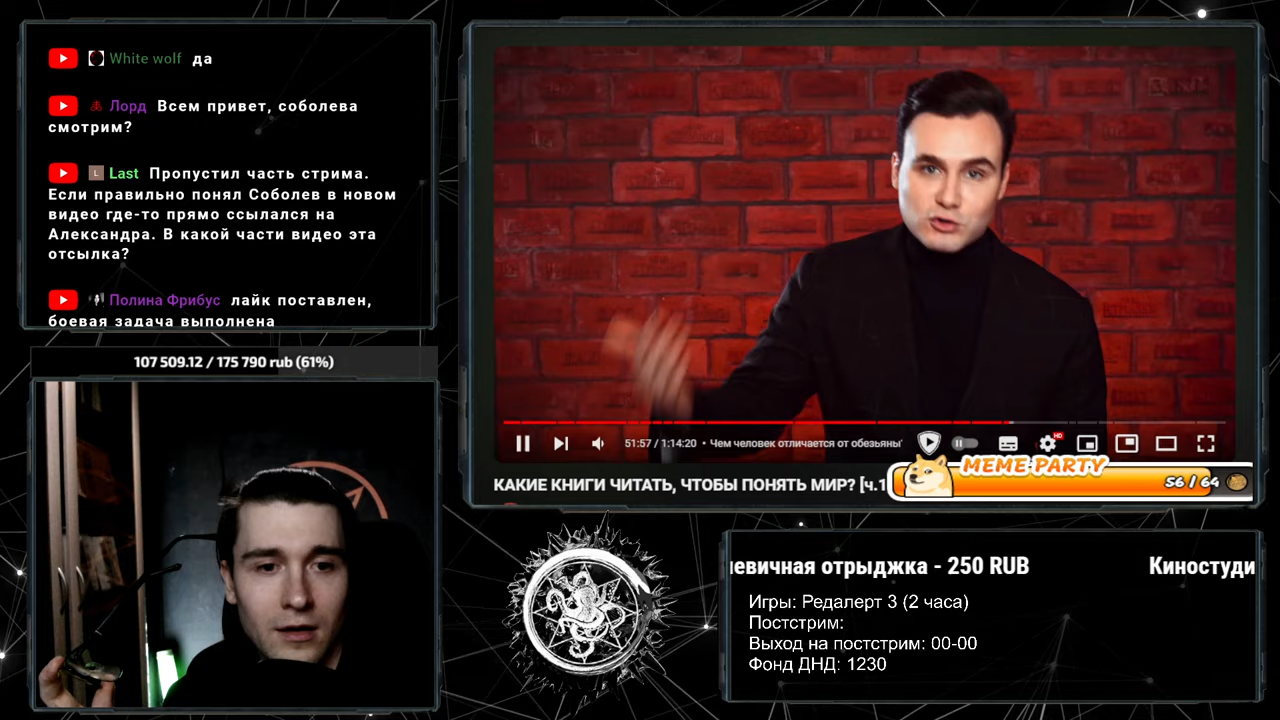 White wolf да
Лорд Всем привет, соболева
смотрим?
L Last Пропустил часть стрима.
Если правильно понял Соболев в новом
видео где-то прямо ссылался на
Александра. В какой части видео эта
отсылка?
Полина Фрибус лайк поставлен,
боевая задача выполнена
107 509.12 / 175 790 rub (61%)
51:57 / 1:14:20 • Чем человек отличается от обезьяны
HD
КАКИЕ КНИГИ ЧИТАТЬ, ЧТОБЫ ПОНЯТЬ МИР? [ч.1
MEME PARTY
56 / 64
евичная отрыджка - 250 RUB Киностуди
Игры: Редалерт 3 (2 часа)
Постстрим:
Выход на постстрим: 00-00
Фонд ДНД: 1230